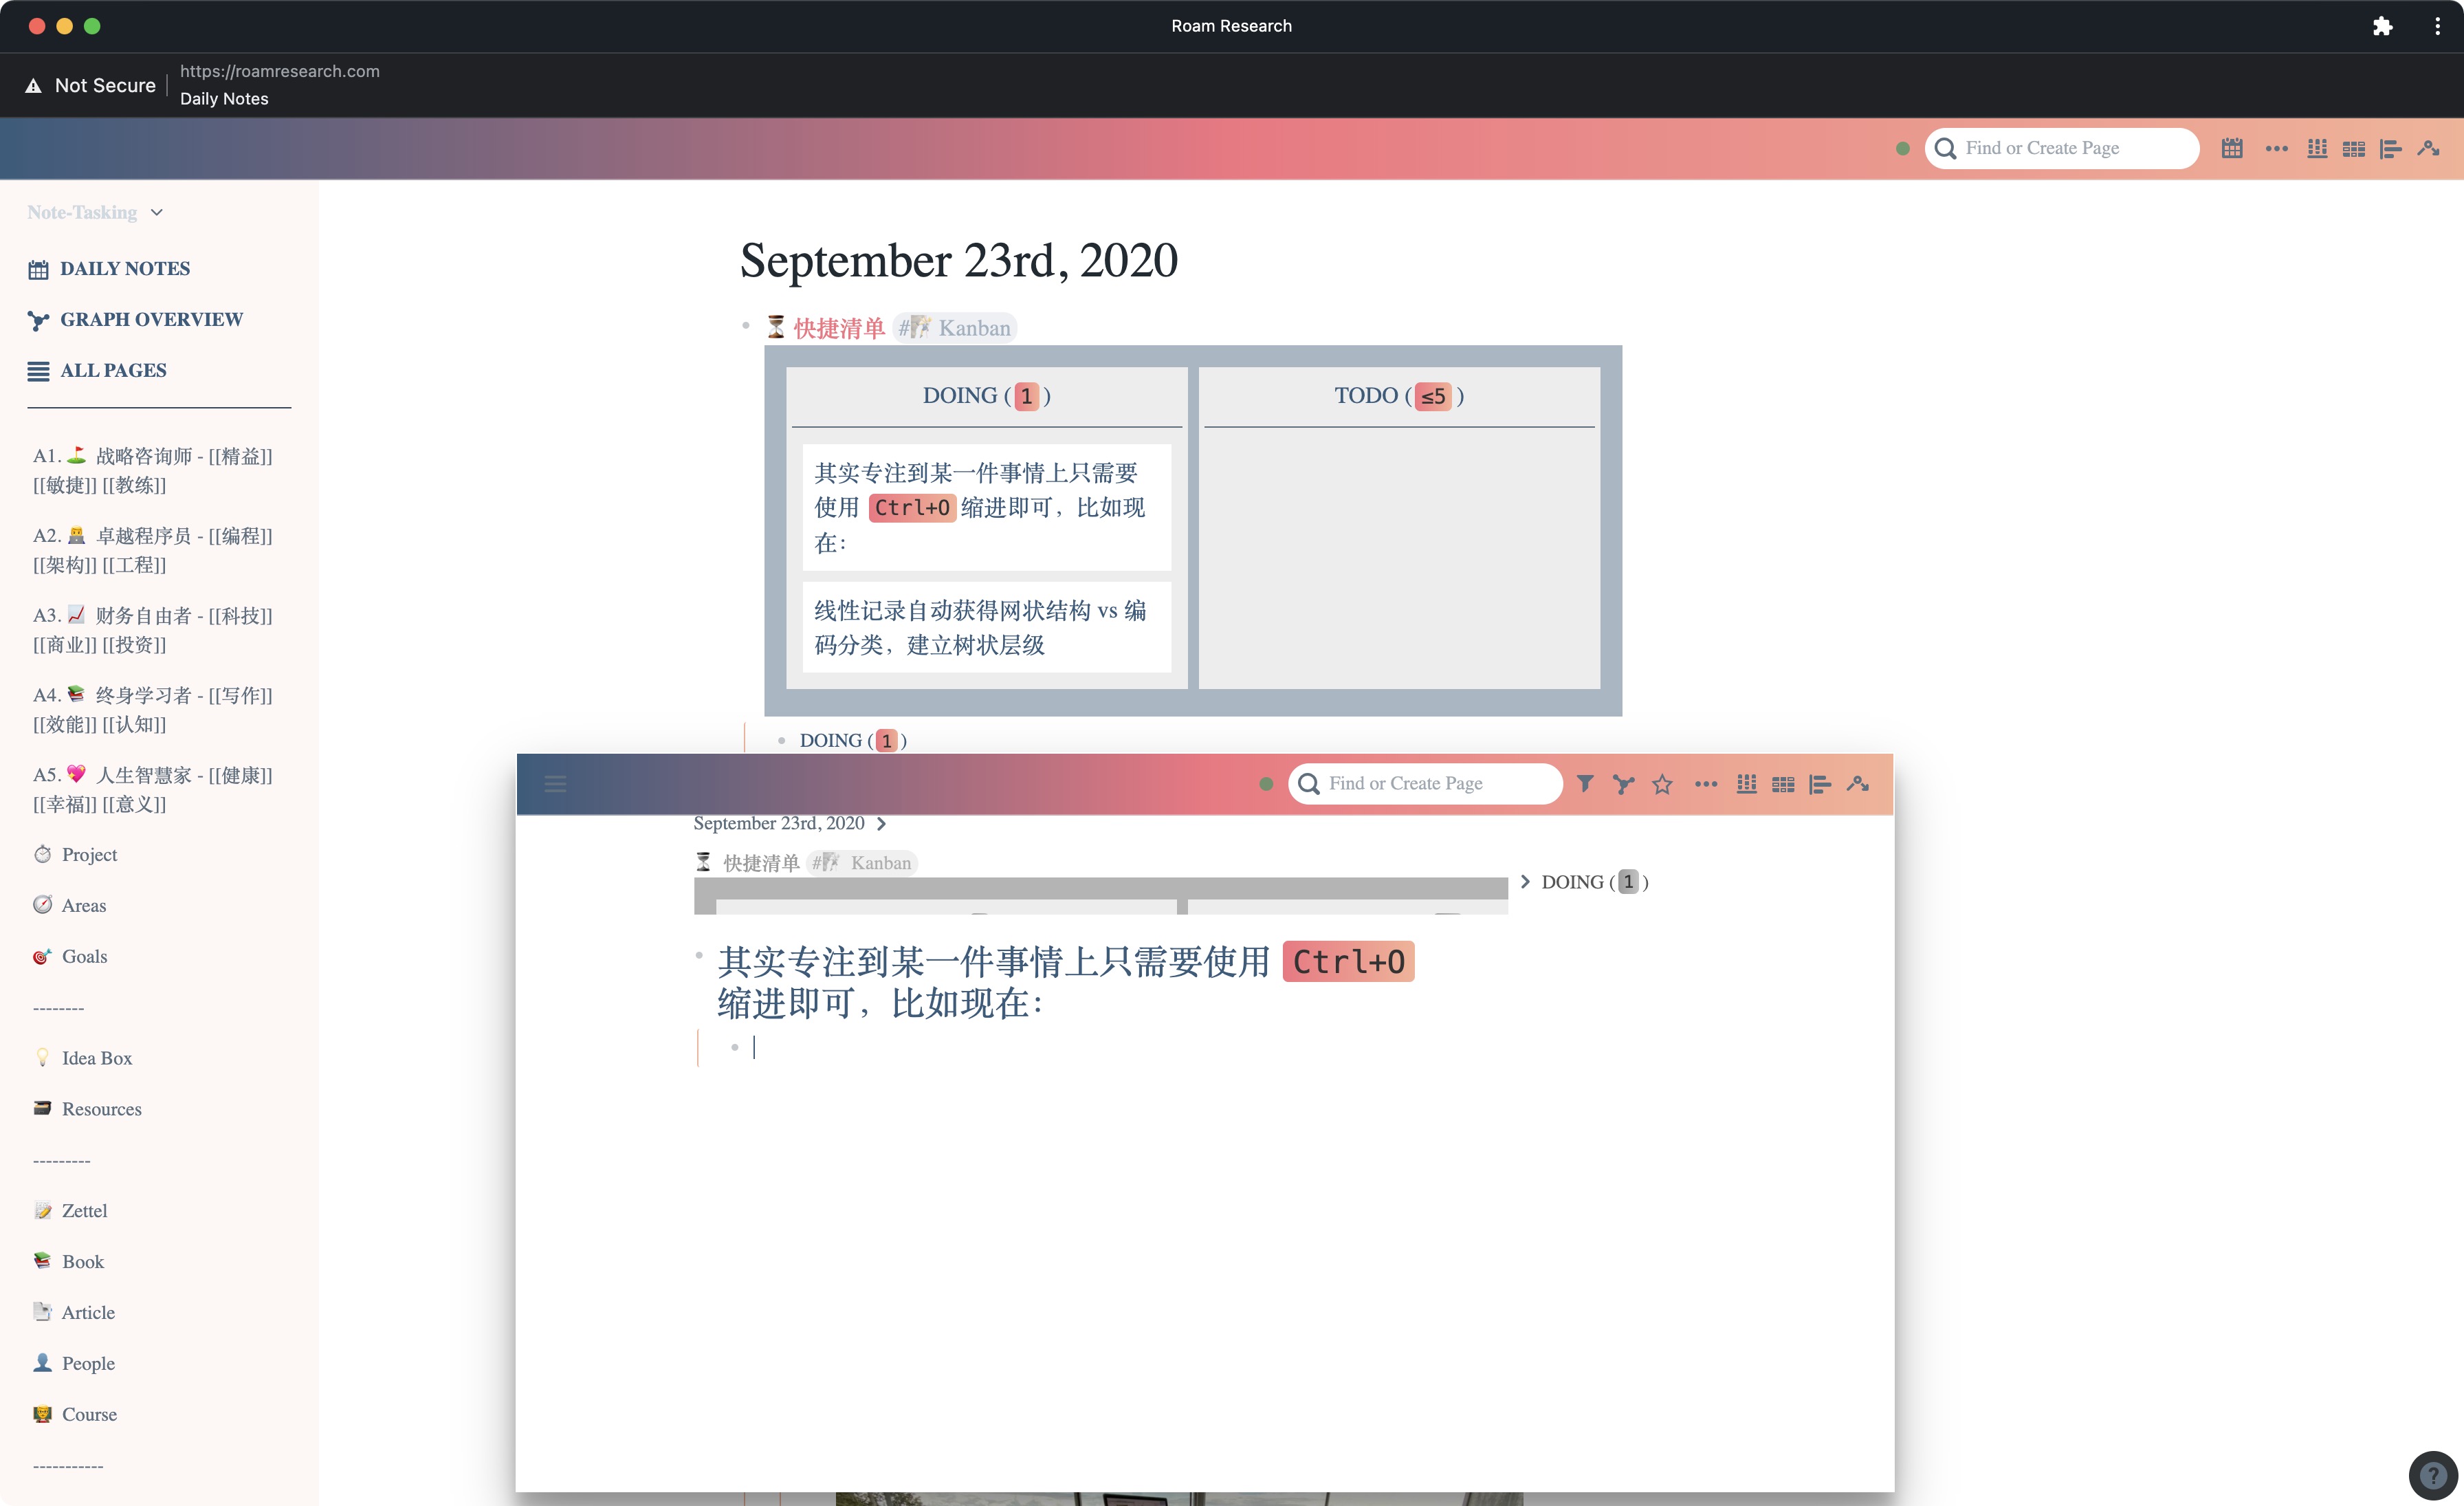 Roam Research
Not Secure
https://roamresearch.com
Daily Notes
Find or Create Page
Note-Tasking
DAILY NOTES
GRAPH OVERVIEW
ALL PAGES
A1. 战略咨询师 - [[精益]]
[[敏捷]] [[教练]]
A2. 卓越程序员 - [[编程]]
[[架构]] [[工程]]
A3. 财务自由者 - [[科技]]
[[商业]] [[投资]]
A4. 终身学习者 - [[写作]]
[[效能]] [[认知]]
A5. 人生智慧家 - [[健康]]
[[幸福]] [[意义]]
Project
Areas
Goals
--------
Idea Box
Resources
---------
Zettel
Book
Article
People
Course
-----------
September 23rd, 2020
快捷清单 # Kanban
DOING (1)
其实专注到某一件事情上只需要
使用 Ctrl+O 缩进即可，比如现
在：
线性记录自动获得网状结构 vs 编
码分类，建立树状层级
TODO (≤5)
DOING (1)
Find or Create Page
September 23rd, 2020
快捷清单 # Kanban
DOING (1)
其实专注到某一件事情上只需要使用 Ctrl+O
缩进即可，比如现在：
?